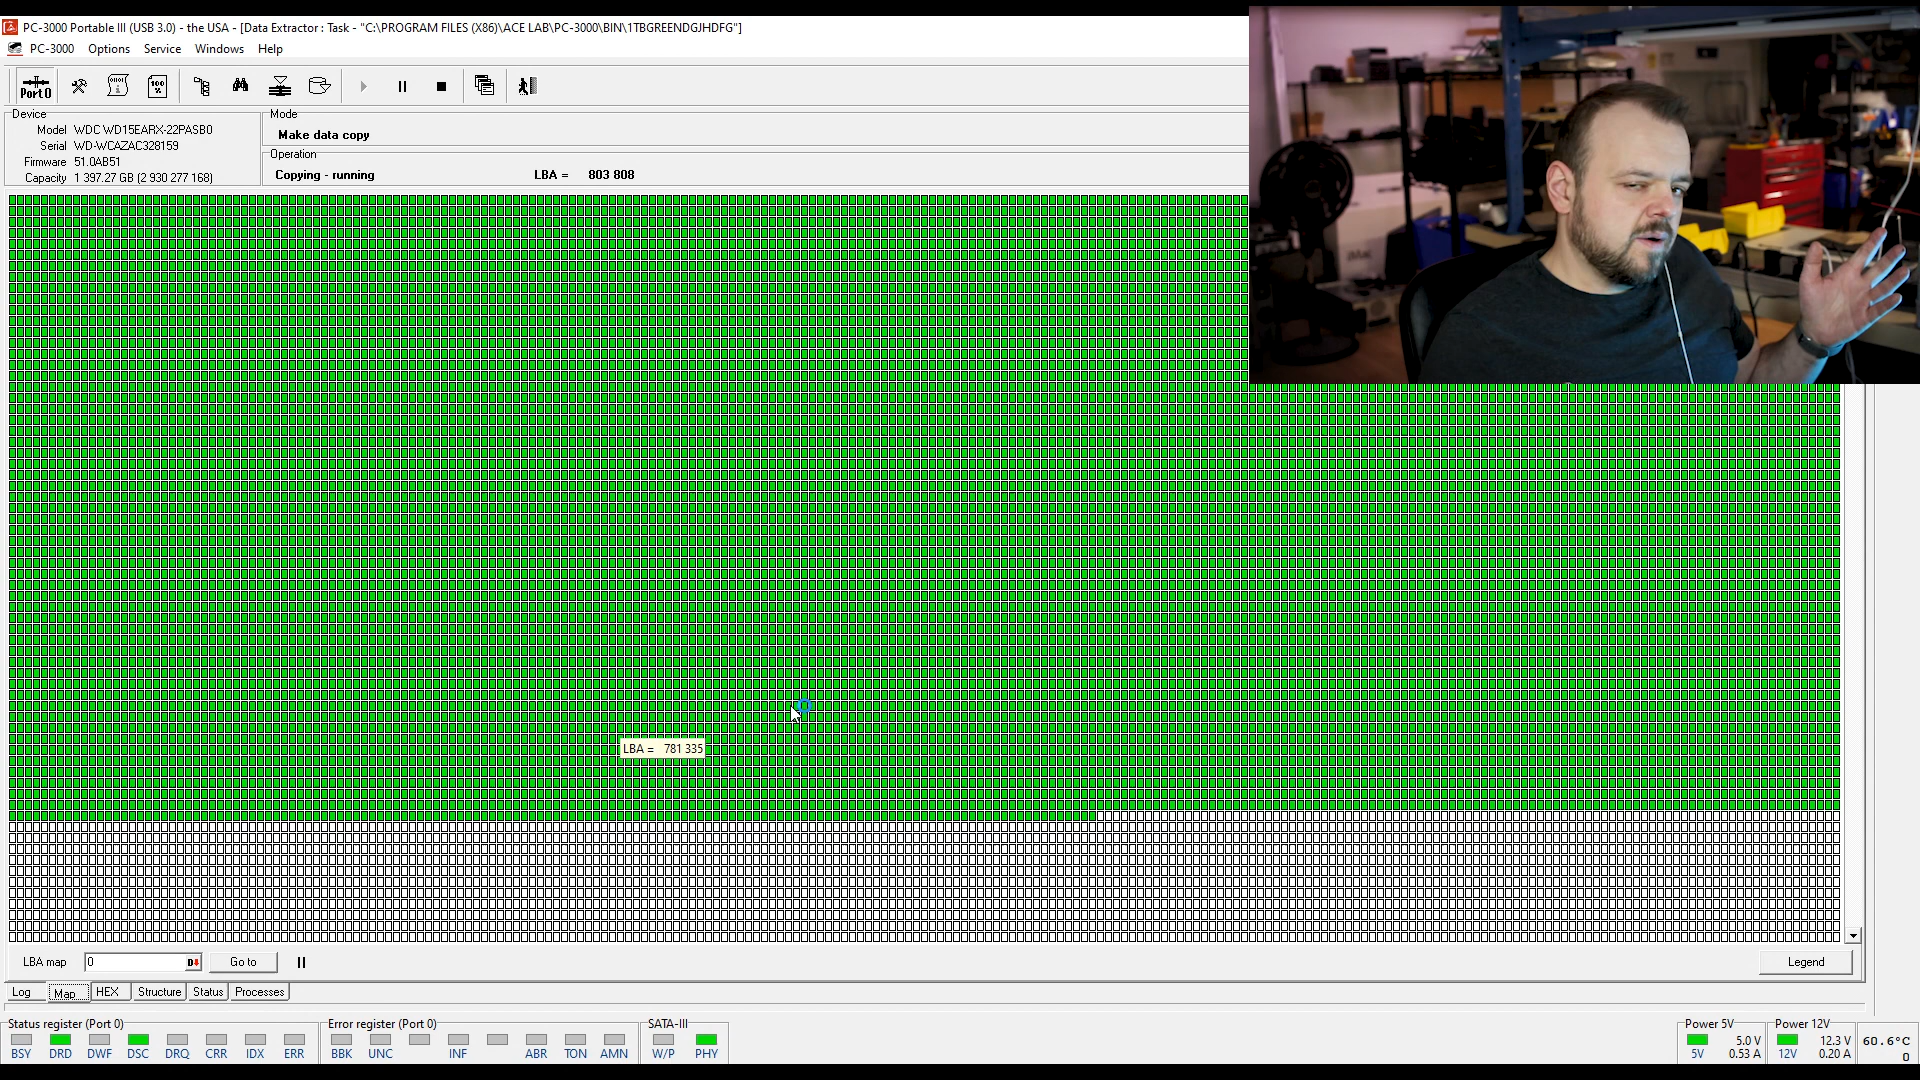 PC-3000 Portable III (USB 3.0) - the USA - [Data Extractor : Task - "C:\PROGRAM FILES (X86)\ACE LAB\PC-3000\BIN\1TBGREENDGJHDFG"]
PC-3000 Options Service Windows Help
Port 0
Device
Model WDC WD15EARX-22PASB0
Serial WD-WCAZAC328159
Firmware 51.0AB51
Capacity 1 397.27 GB (2 930 277 168)
Mode
Make data copy
Operation
Copying - running LBA = 803 808
LBA = 781 335
LBA map 0 Go to Legend
Log Map HEX Structure Status Processes
Status register (Port 0) Error register (Port 0) SATA-III Power 5V Power 12V
5.0 V 12.3 V 60.6°C
BSY DRD DWF DSC DRQ CRR IDX ERR BBK UNC INF ABR TON AMN W/P PHY 5V 0.53 A 12V 0.20 A 0